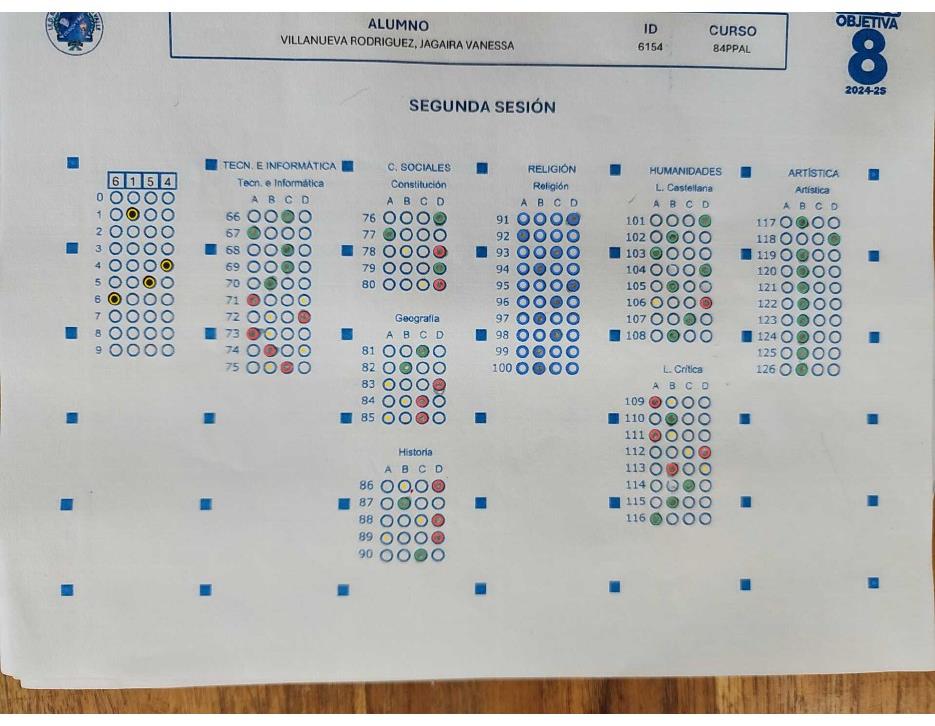 ALUMNO
VILLANUEVA RODRIGUEZ, JAGAIRA VANESSA
ID
6154
CURSO
84PPAL
OBJETIVA
8
2024-2S
SEGUNDA SESIÓN
6 1 5 4
0
1
2
3
4
5
6
7
8
9
TECN. E INFORMÁTICA
Tecn. e Informática
A B C D
66
67
68
69
70
71
72
73
74
75
C. SOCIALES
Constitución
A B C D
76
77
78
79
80
Geografía
A B C D
81
82
83
84
85
Historia
A B C D
86
87
88
89
90
RELIGIÓN
Religión
A B C D
91
92
93
94
95
96
97
98
99
100
HUMANIDADES
L. Castellana
A B C D
101
102
103
104
105
106
107
108
L. Crítica
A B C D
109
110
111
112
113
114
115
116
ARTÍSTICA
Artística
A B C D
117
118
119
120
121
122
123
124
125
126